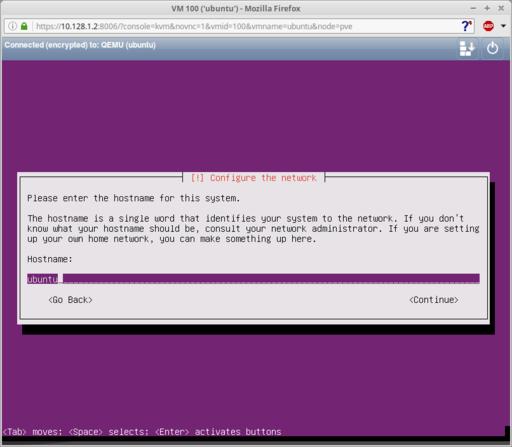 VM 100 ('ubuntu') - Mozilla Firefox
https://10.128.1.2:8006/?console=kvm&novnc=1&vmid=100&vmname=ubuntu&node=pve
ABP
Connected (encrypted) to: QEMU (ubuntu)
[!] Configure the network
Please enter the hostname for this system.
The hostname is a single word that identifies your system to the network. If you don't
know what your hostname should be, consult your network administrator. If you are setting
up your own home network, you can make something up here.
Hostname:
ubuntu
<Go Back> <Continue>
<Tab> moves; <Space> selects; <Enter> activates buttons